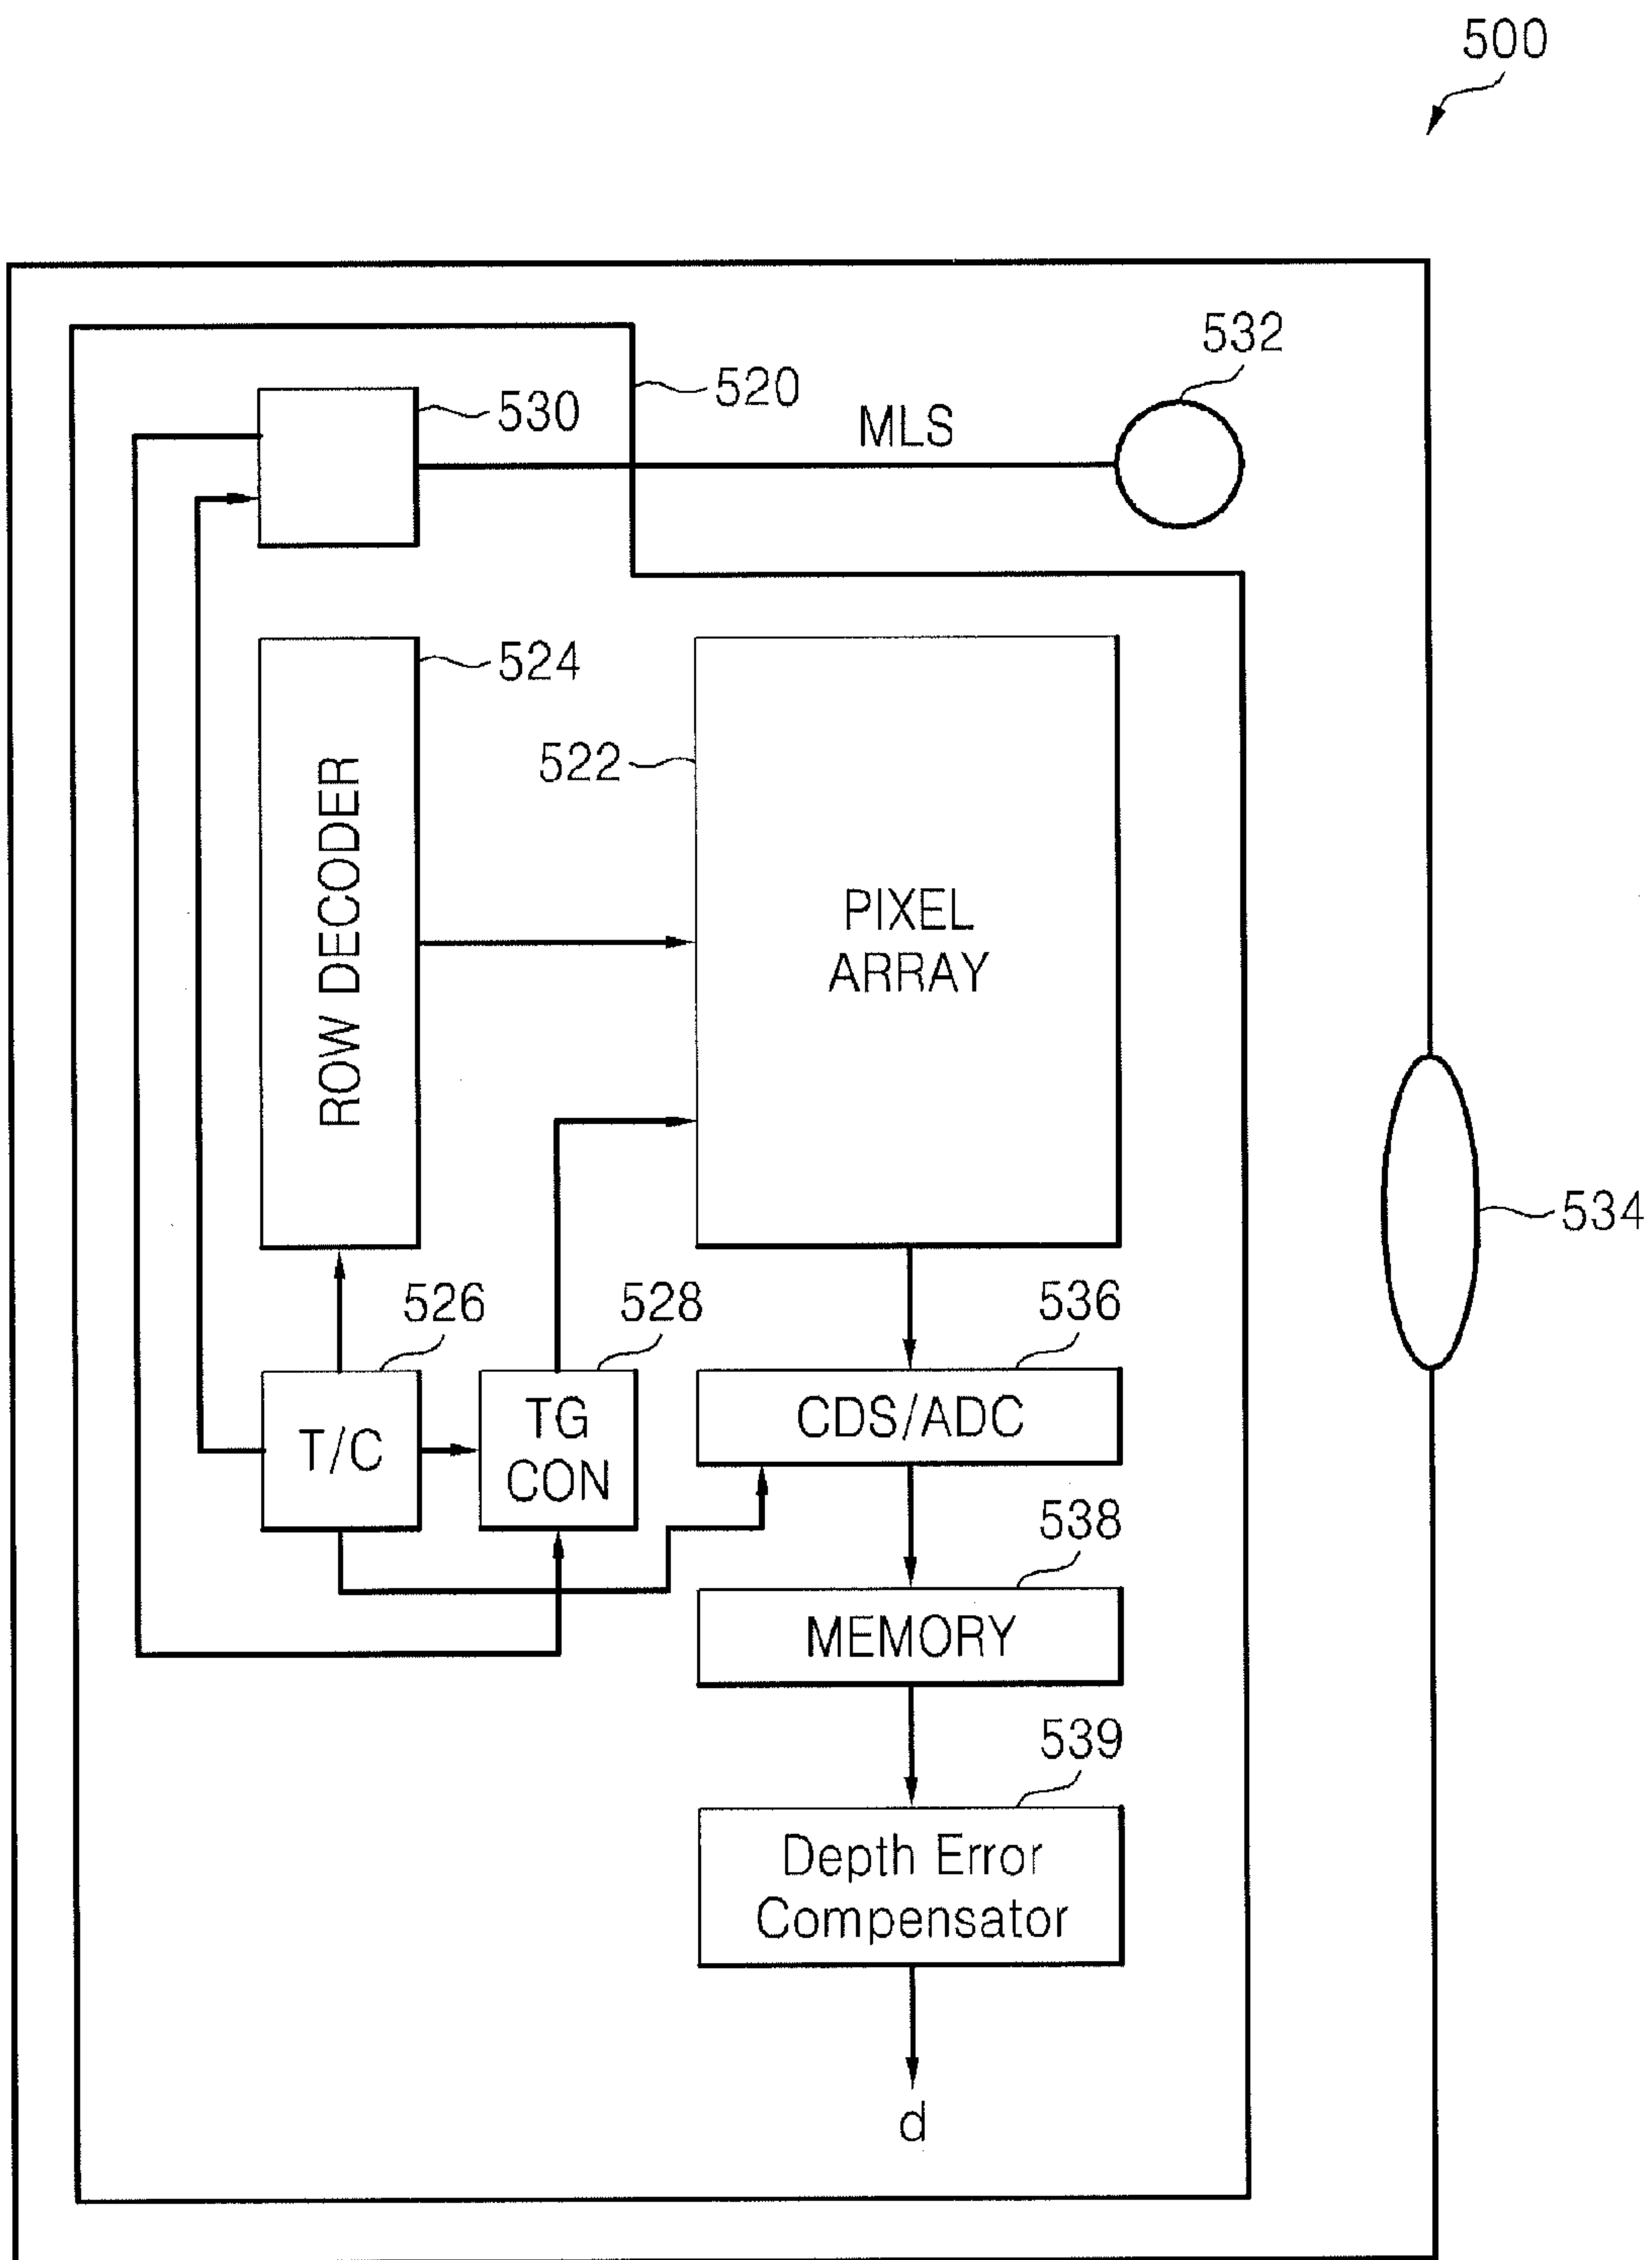 500
532
520
530
MLS
524
522
ROW DECODER
PIXEL
ARRAY
534
526
528
536
T/C
TG
CON
CDS/ADC
538
MEMORY
539
Depth Error
Compensator
d